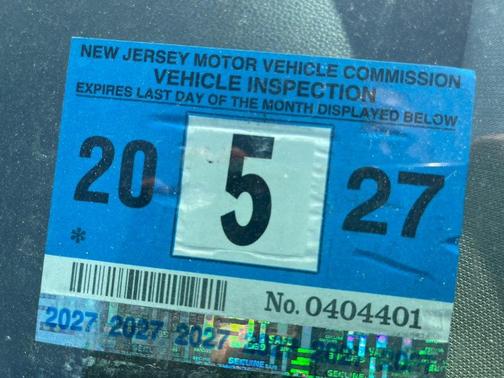 NEW JERSEY MOTOR VEHICLE COMMISSION
VEHICLE INSPECTION
EXPIRES LAST DAY OF THE MONTH DISPLAYED BELOW
20 5 27
*
No. 0404401
2027 2027 2027
SECURE